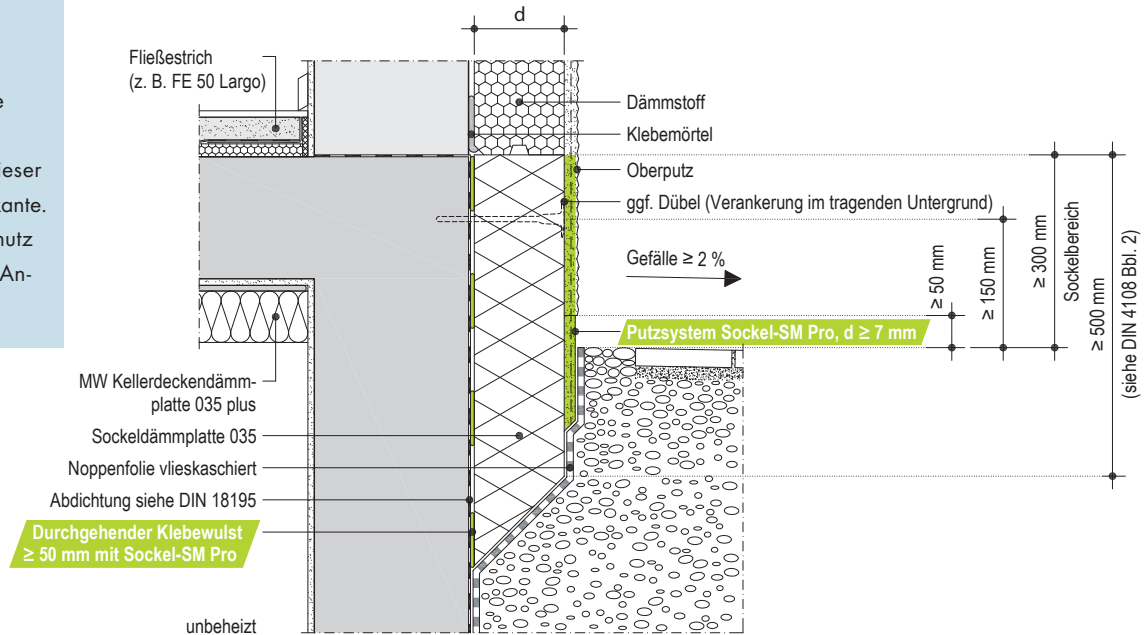 e
ieser
kante.
nutz
An-
d
Fließestrich
(z. B. FE 50 Largo)
Dämmstoff
Klebemörtel
Oberputz
ggf. Dübel (Verankerung im tragenden Untergrund)
Gefälle ≥ 2 %
Putzsystem Sockel-SM Pro, d ≥ 7 mm
≥ 50 mm
≥ 150 mm
≥ 300 mm
Sockelbereich
≥ 500 mm
(siehe DIN 4108 Bbl. 2)
MW Kellerdeckendämm-
platte 035 plus
Sockeldämmplatte 035
Noppenfolie vlieskaschiert
Abdichtung siehe DIN 18195
Durchgehender Klebewulst
≥ 50 mm mit Sockel-SM Pro
unbeheizt